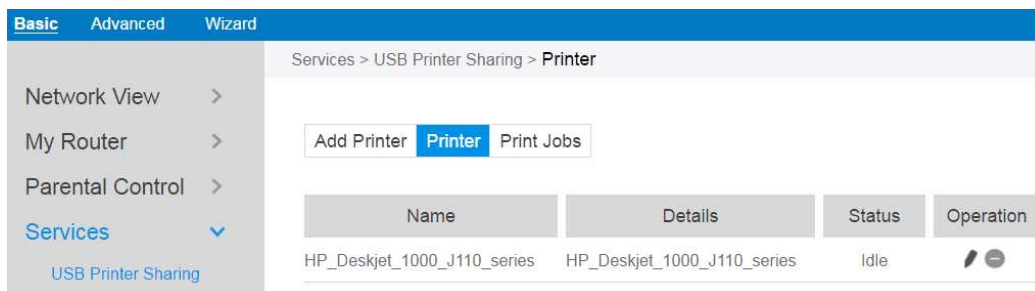 Basic Advanced Wizard
Services > USB Printer Sharing > Printer
Network View >
My Router >
Add Printer Printer Print Jobs
Parental Control >
Name Details Status Operation
Services
HP_Deskjet_1000_J110_series HP_Deskjet_1000_J110_series Idle
USB Printer Sharing